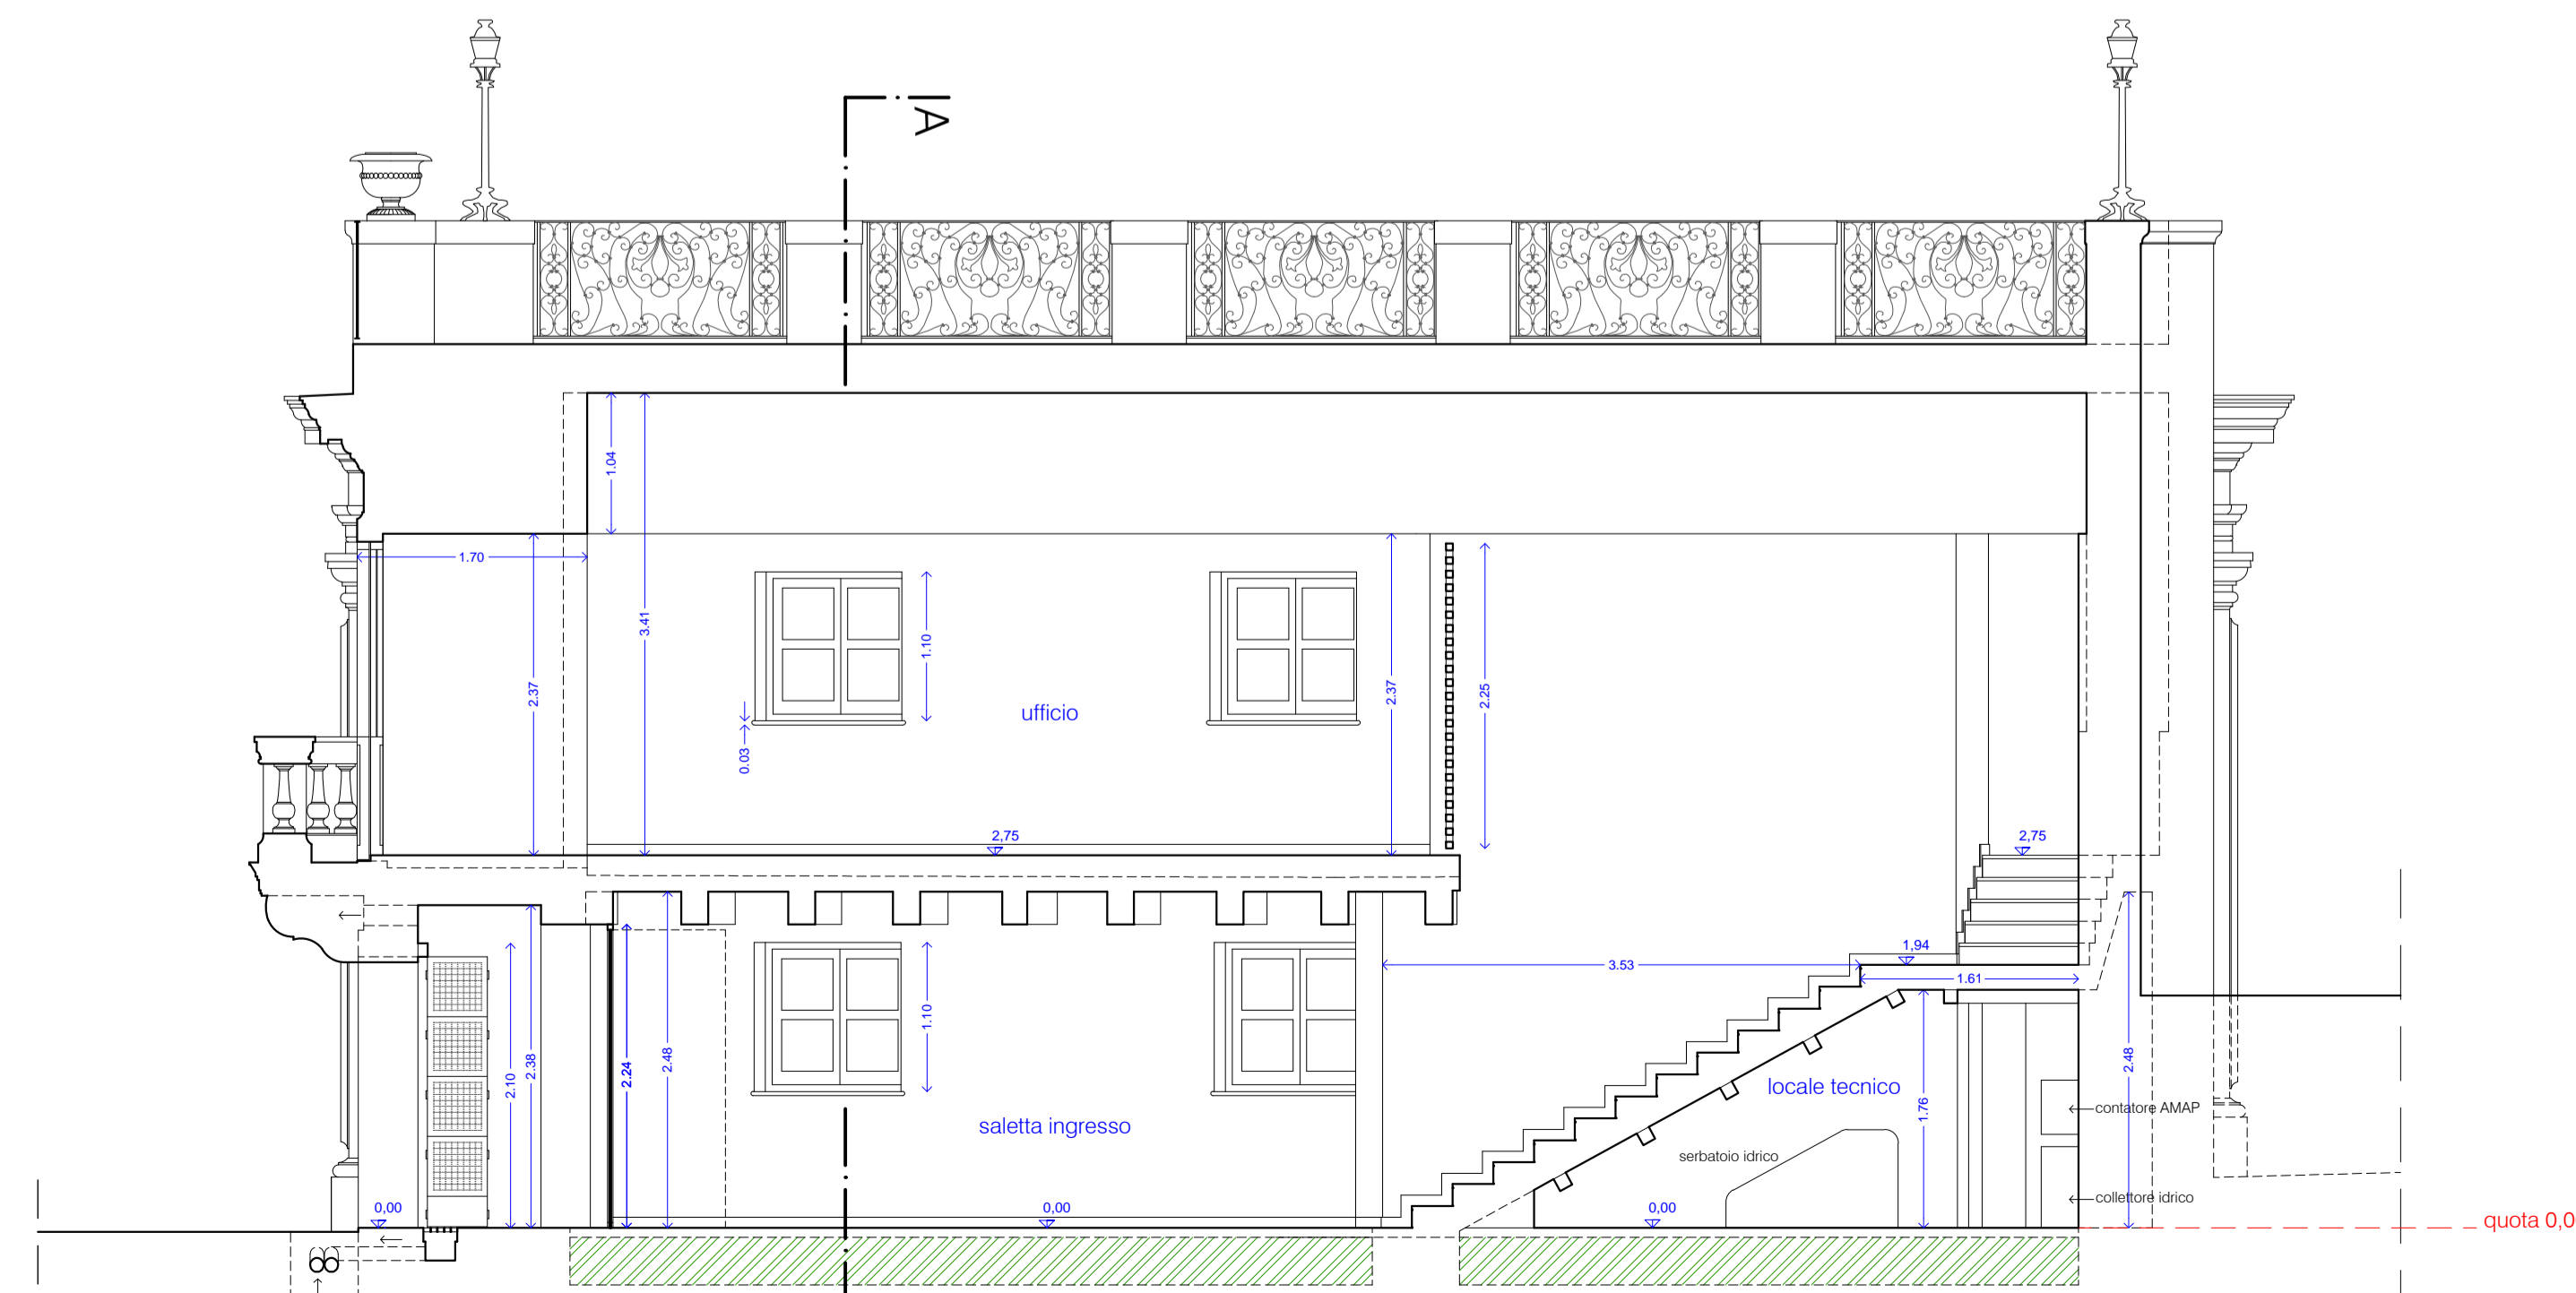 A
1.04
1.70
3.41
2.37
1.10
ufficio
2.37
2.25
0.03
2,75
2,75
1,94
3.53
1.61
2.10
2.38
2.24
2.48
1.10
saletta ingresso
locale tecnico
1.76
2.48
contatore AMAP
serbatoio idrico
collettore idrico
0,00
0,00
0,00
quota 0,0